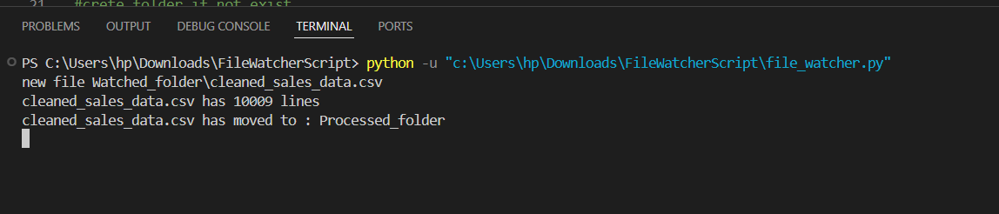 21 #crete folder if not exist
PROBLEMS OUTPUT DEBUG CONSOLE TERMINAL PORTS
PS C:\Users\hp\Downloads\FileWatcherScript> python -u "c:\Users\hp\Downloads\FileWatcherScript\file_watcher.py"
new file Watched_folder\cleaned_sales_data.csv
cleaned_sales_data.csv has 10009 lines
cleaned_sales_data.csv has moved to : Processed_folder